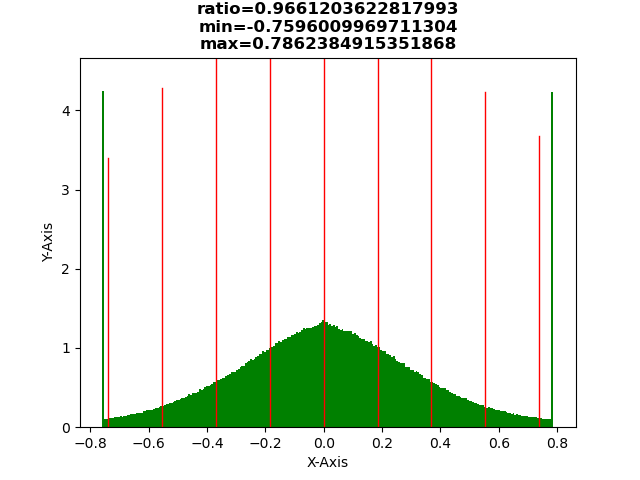 ratio=0.9661203622817993
min=-0.7596009969711304
max=0.7862384915351868
4
3
2
1
0
Y-Axis
−0.8 −0.6 −0.4 −0.2 0.0 0.2 0.4 0.6 0.8
X-Axis